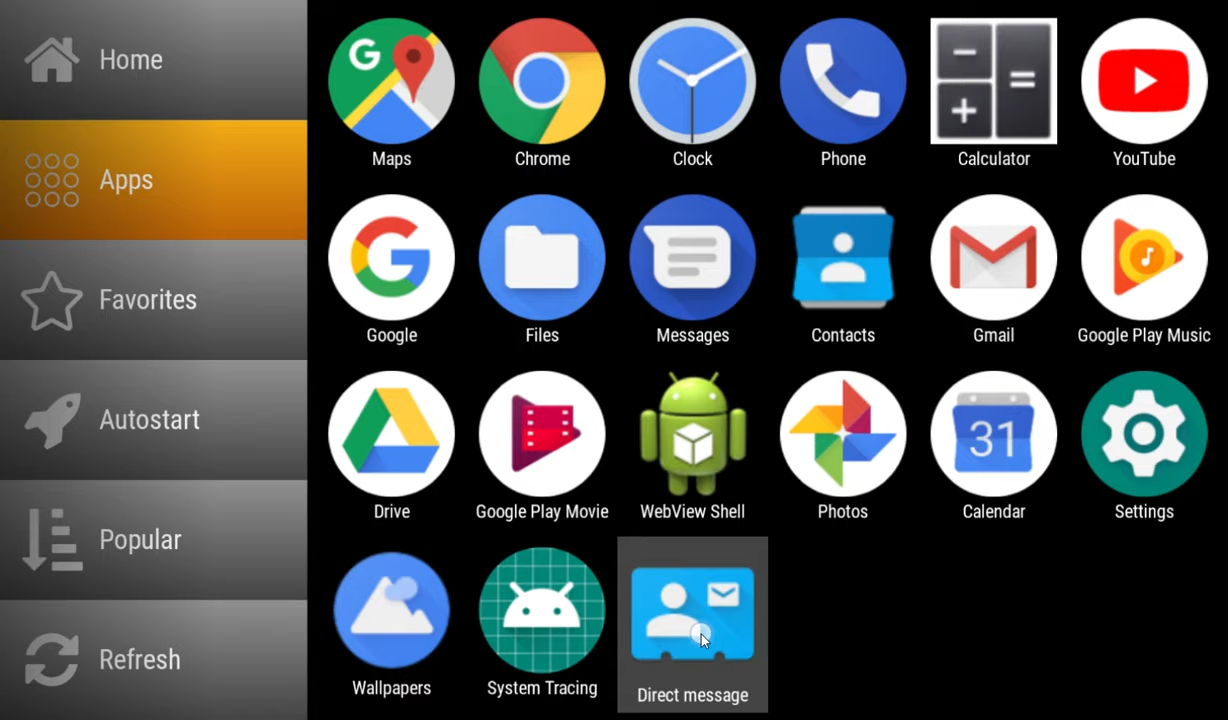 Home
Apps
Favorites
Autostart
Popular
Refresh
Maps
Chrome
Clock
Phone
Calculator
YouTube
Google
Files
Messages
Contacts
Gmail
Google Play Music
Drive
Google Play Movie
WebView Shell
Photos
31
Calendar
Settings
Wallpapers
System Tracing
Direct message